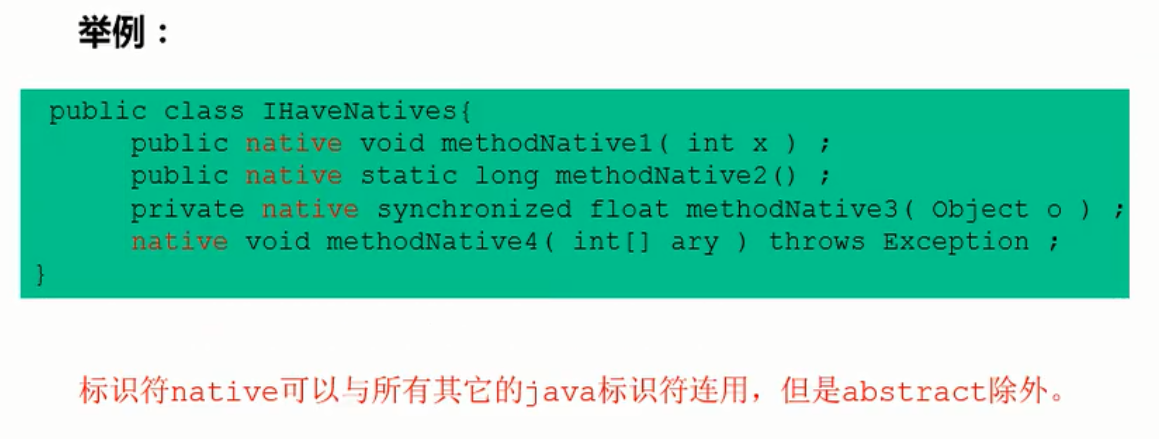 举例：
public class IHaveNatives{
public native void methodNative1( int x ) ;
public native static long methodNative2() ;
private native synchronized float methodNative3( Object o ) ;
native void methodNative4( int[] ary ) throws Exception ;
}
标识符native可以与所有其它的java标识符连用，但是abstract除外。